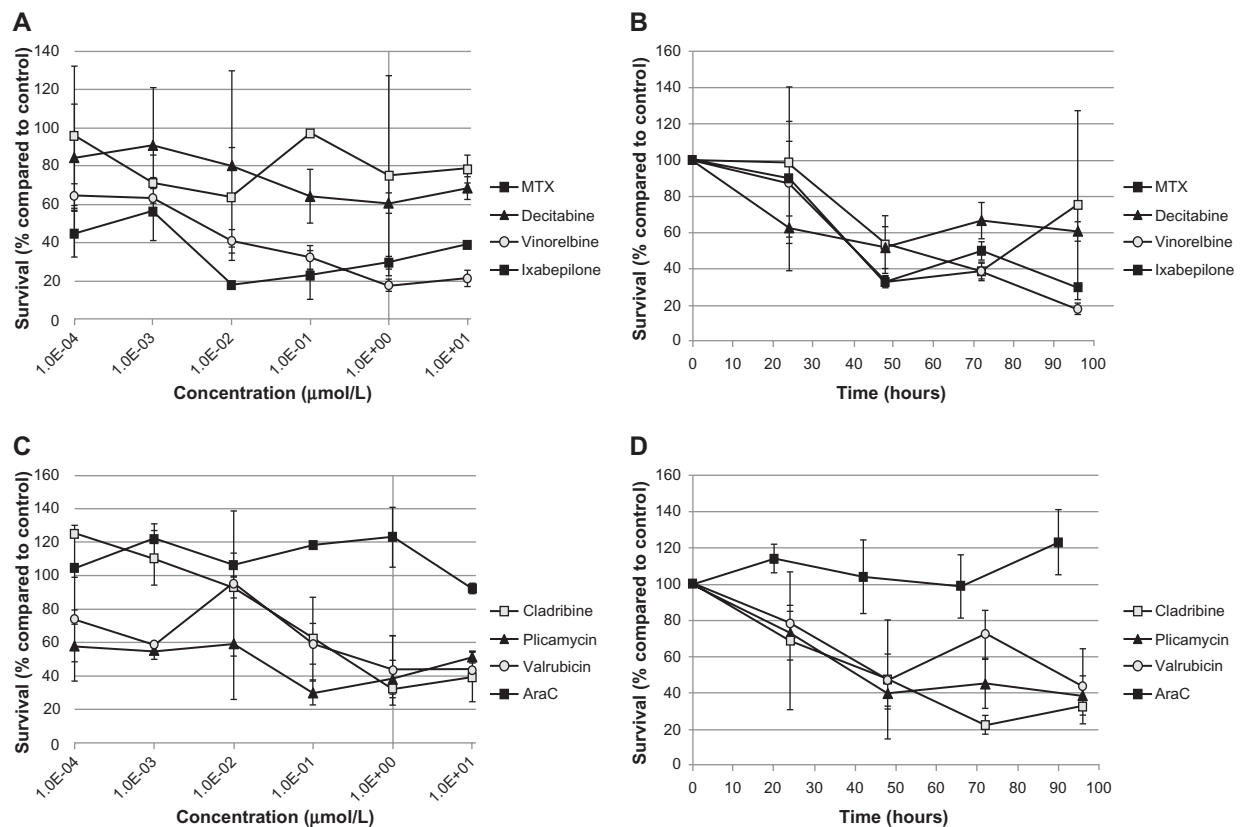 A
Survival (% compared to control)
140
120
100
80
60
40
20
0
1.0E-04
1.0E-03
1.0E-02
1.0E-01
1.0E+00
1.0E+01
Concentration (μmol/L)
MTX
Decitabine
Vinorelbine
Ixabepilone
B
Survival (% compared to control)
160
140
120
100
80
60
40
20
0
0 10 20 30 40 50 60 70 80 90 100
Time (hours)
MTX
Decitabine
Vinorelbine
Ixabepilone
C
Survival (% compared to control)
160
140
120
100
80
60
40
20
0
1.0E-04
1.0E-03
1.0E-02
1.0E-01
1.0E+00
1.0E+01
Concentration (μmol/L)
Cladribine
Plicamycin
Valrubicin
AraC
D
Survival (% compared to control)
160
140
120
100
80
60
40
20
0
0 10 20 30 40 50 60 70 80 90 100
Time (hours)
Cladribine
Plicamycin
Valrubicin
AraC